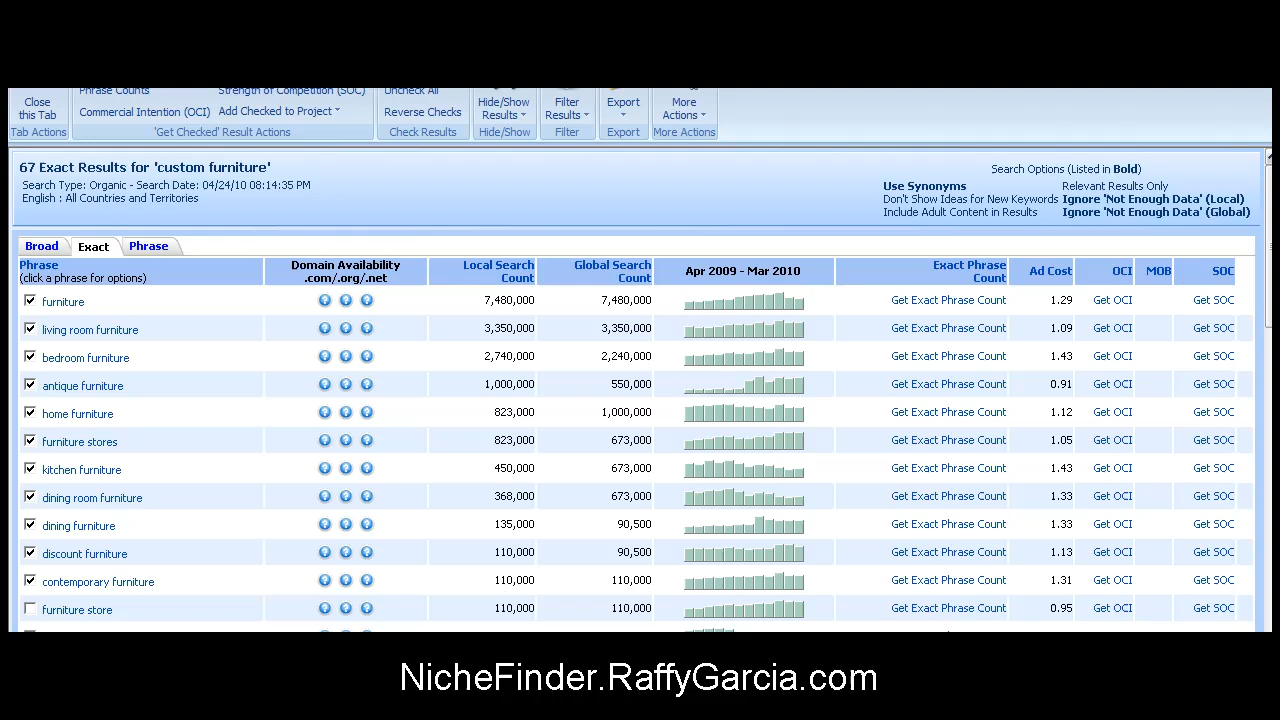 Phrase Counts Strength of Competition (SOC) Uncheck All
Close this Tab Commercial Intention (OCI) Add Checked to Project Reverse Checks Hide/Show Results Filter Results Export More Actions
Tab Actions 'Get Checked' Result Actions Check Results Hide/Show Filter Export More Actions
67 Exact Results for 'custom furniture'
Search Type: Organic - Search Date: 04/24/10 08:14:35 PM
English : All Countries and Territories
Search Options (Listed in Bold)
Use Synonyms Relevant Results Only
Don't Show Ideas for New Keywords Ignore 'Not Enough Data' (Local)
Include Adult Content in Results Ignore 'Not Enough Data' (Global)
Broad Exact Phrase
Phrase (click a phrase for options) Domain Availability .com/.org/.net Local Search Count Global Search Count Apr 2009 - Mar 2010 Exact Phrase Count Ad Cost OCI MOB SOC
furniture 7,480,000 7,480,000 Get Exact Phrase Count 1.29 Get OCI Get SOC
living room furniture 3,350,000 3,350,000 Get Exact Phrase Count 1.09 Get OCI Get SOC
bedroom furniture 2,740,000 2,240,000 Get Exact Phrase Count 1.43 Get OCI Get SOC
antique furniture 1,000,000 550,000 Get Exact Phrase Count 0.91 Get OCI Get SOC
home furniture 823,000 1,000,000 Get Exact Phrase Count 1.12 Get OCI Get SOC
furniture stores 823,000 673,000 Get Exact Phrase Count 1.05 Get OCI Get SOC
kitchen furniture 450,000 673,000 Get Exact Phrase Count 1.43 Get OCI Get SOC
dining room furniture 368,000 673,000 Get Exact Phrase Count 1.33 Get OCI Get SOC
dining furniture 135,000 90,500 Get Exact Phrase Count 1.33 Get OCI Get SOC
discount furniture 110,000 90,500 Get Exact Phrase Count 1.13 Get OCI Get SOC
contemporary furniture 110,000 110,000 Get Exact Phrase Count 1.31 Get OCI Get SOC
furniture store 110,000 110,000 Get Exact Phrase Count 0.95 Get OCI Get SOC
NicheFinder.RaffyGarcia.com